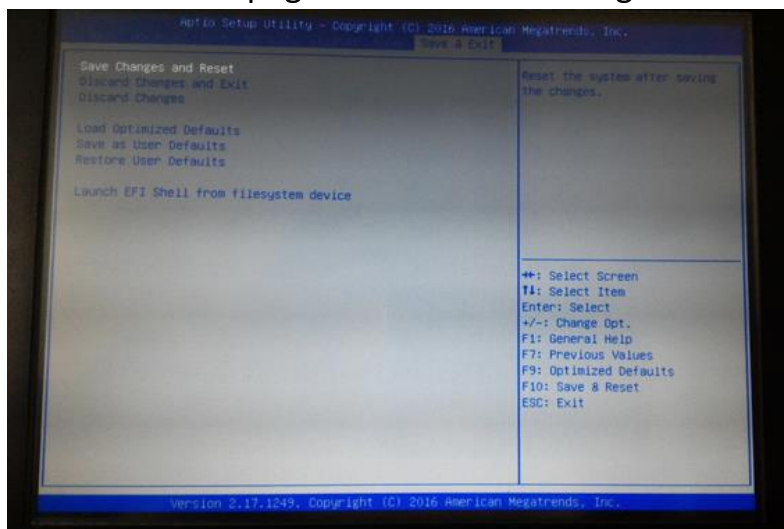 Aptio Setup Utility - Copyright (C) 2016 American Megatrends, Inc.
Save & Exit
Save Changes and Reset
Discard Changes and Exit
Discard Changes
Load Optimized Defaults
Save as User Defaults
Restore User Defaults
Launch EFI Shell from filesystem device
Reset the system after saving
the changes.
→←: Select Screen
↑↓: Select Item
Enter: Select
+/-: Change Opt.
F1: General Help
F7: Previous Values
F9: Optimized Defaults
F10: Save & Reset
ESC: Exit
Version 2.17.1249. Copyright (C) 2016 American Megatrends, Inc.